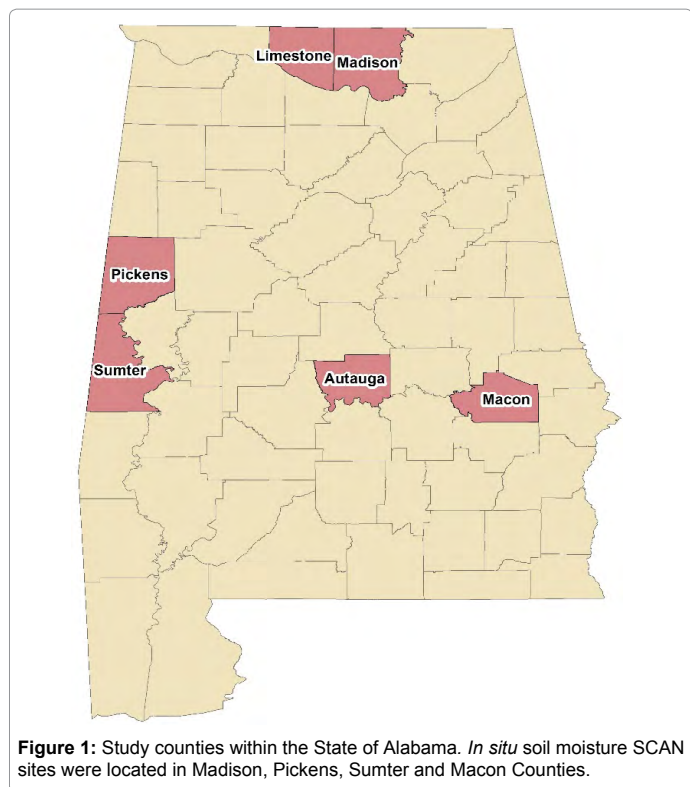 Limestone
Madison
Pickens
Sumter
Autauga
Macon
Figure 1: Study counties within the State of Alabama. In situ soil moisture SCAN
sites were located in Madison, Pickens, Sumter and Macon Counties.